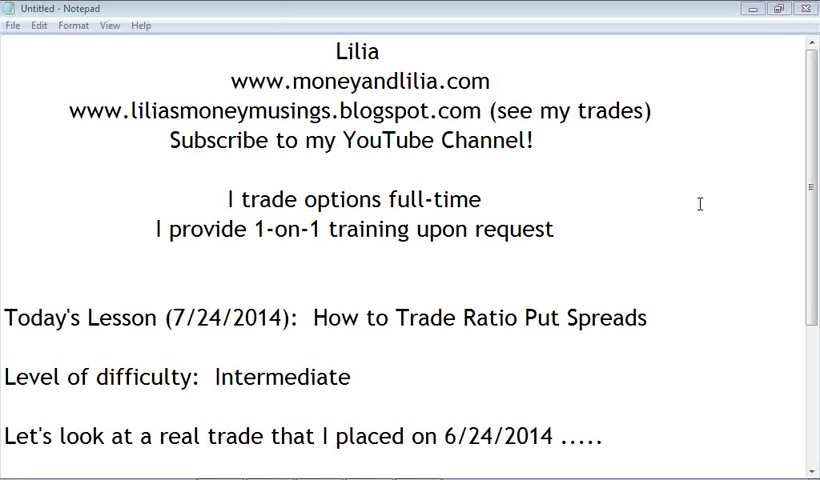 Untitled - Notepad
File Edit Format View Help
Lilia
www.moneyandlilia.com
www.liliasmoneymusings.blogspot.com (see my trades)
Subscribe to my YouTube Channel!
I trade options full-time
I provide 1-on-1 training upon request
Today's Lesson (7/24/2014):  How to Trade Ratio Put Spreads
Level of difficulty:  Intermediate
Let's look at a real trade that I placed on 6/24/2014 .....